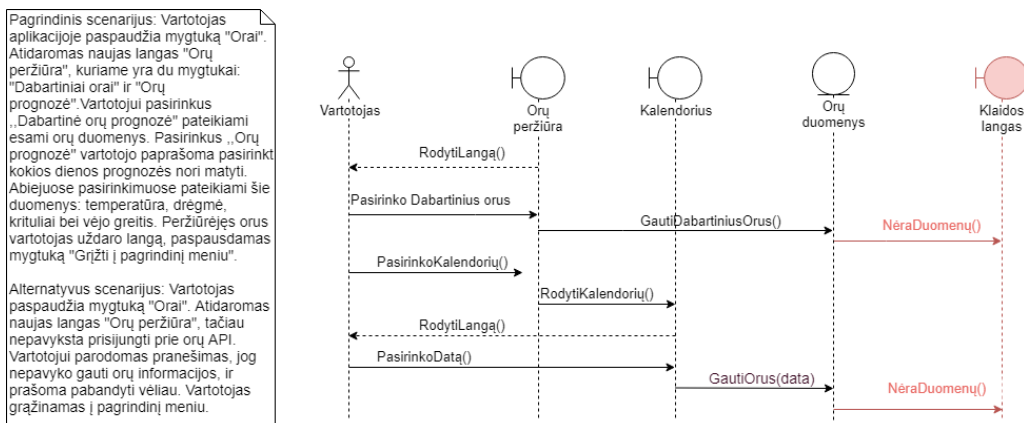 Pagrindinis scenarijus: Vartotojas
aplikacijoje paspaudžia mygtuką "Orai".
Atidaromas naujas langas "Orų
peržiūra", kuriame yra du mygtukai:
"Dabartiniai orai" ir "Orų
prognozė".Vartotojui pasirinkus
,,Dabartinė orų prognozė" pateikiami
esami orų duomenys. Pasirinkus ,,Orų
prognozė" vartotojo paprašoma pasirinkt
kokios dienos prognozės nori matyti.
Abiejuose pasirinkimuose pateikiami šie
duomenys: temperatūra, drėgmė,
krituliai bei vėjo greitis. Peržiūrėjęs orus
vartotojas uždaro langą, paspausdamas
mygtuką "Grįžti į pagrindinį meniu".
Alternatyvus scenarijus: Vartotojas
paspaudžia mygtuką "Orai". Atidaromas
naujas langas "Orų peržiūra", tačiau
nepavyksta prisijungti prie orų API.
Vartotojui parodomas pranešimas, jog
nepavyko gauti orų informacijos, ir
prašoma pabandyti vėliau. Vartotojas
grąžinamas į pagrindinį meniu.
Vartotojas
Orų
peržiūra
Kalendorius
Orų
duomenys
Klaidos
langas
RodytiLangą()
Pasirinko Dabartinius orus
GautiDabartiniusOrus()
NėraDuomenų()
PasirinkoKalendorių()
RodytiKalendorių()
RodytiLangą()
PasirinkoDatą()
GautiOrus(data)
NėraDuomenų()